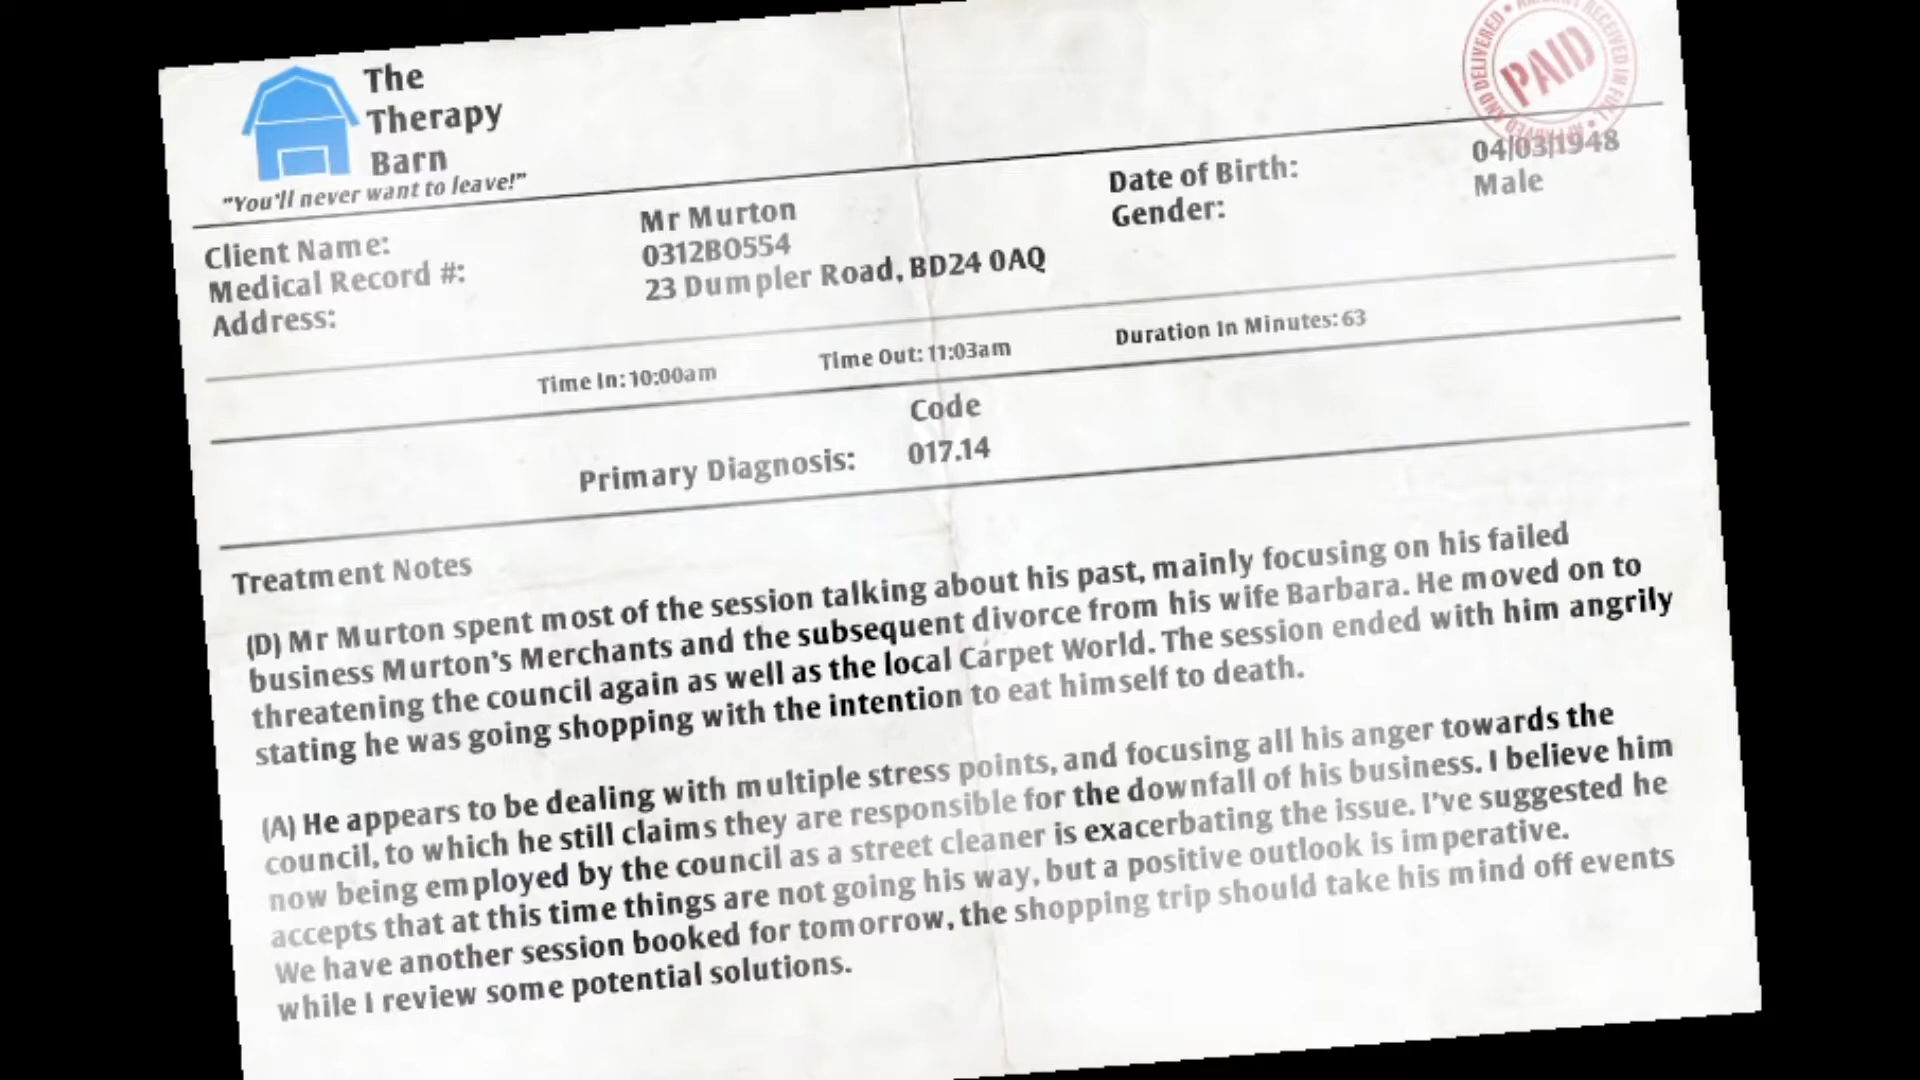 The
Therapy
Barn
"You'll never want to leave!"
PAID
Client Name: Mr Murton
Medical Record #: 0312BO554
Address: 23 Dumpler Road, BD24 0AQ
Date of Birth: 04/03/1948
Gender: Male
Time In: 10:00am Time Out: 11:03am Duration In Minutes: 63
Code
Primary Diagnosis: 017.14
Treatment Notes
(D) Mr Murton spent most of the session talking about his past, mainly focusing on his failed
business Murton's Merchants and the subsequent divorce from his wife Barbara. He moved on to
threatening the council again as well as the local Carpet World. The session ended with him angrily
stating he was going shopping with the intention to eat himself to death.
(A) He appears to be dealing with multiple stress points, and focusing all his anger towards the
council, to which he still claims they are responsible for the downfall of his business. I believe him
now being employed by the council as a street cleaner is exacerbating the issue. I've suggested he
accepts that at this time things are not going his way, but a positive outlook is imperative.
We have another session booked for tomorrow, the shopping trip should take his mind off events
while I review some potential solutions.